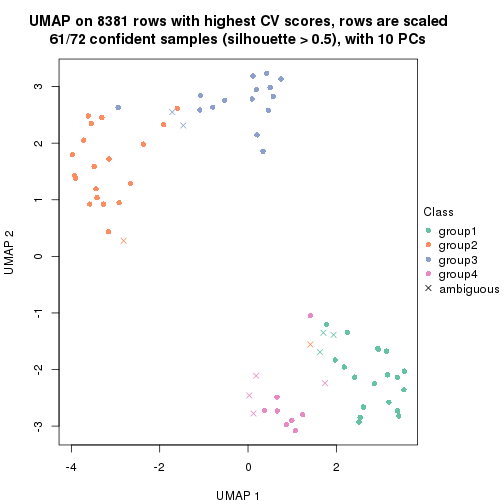 UMAP on 8381 rows with highest CV scores, rows are scaled
61/72 confident samples (silhouette > 0.5), with 10 PCs
UMAP 2
3
2
1
0
-1
-2
-3
-4
-2
0
2
UMAP 1
Class
group1
group2
group3
group4
ambiguous